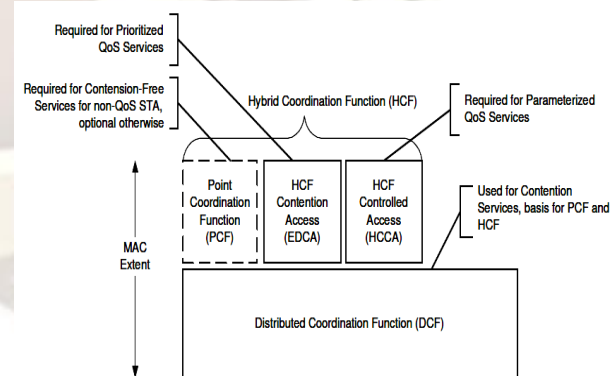 Required for Prioritized
QoS Services
Required for Contension-Free
Services for non-QoS STA,
optional otherwise
Hybrid Coordination Function (HCF)
Required for Parameterized
QoS Services
Used for Contention
Services, basis for PCF and
HCF
Point
Coordination
Function
(PCF)
HCF
Contention
Access
(EDCA)
HCF
Controlled
Access
(HCCA)
MAC
Extent
Distributed Coordination Function (DCF)